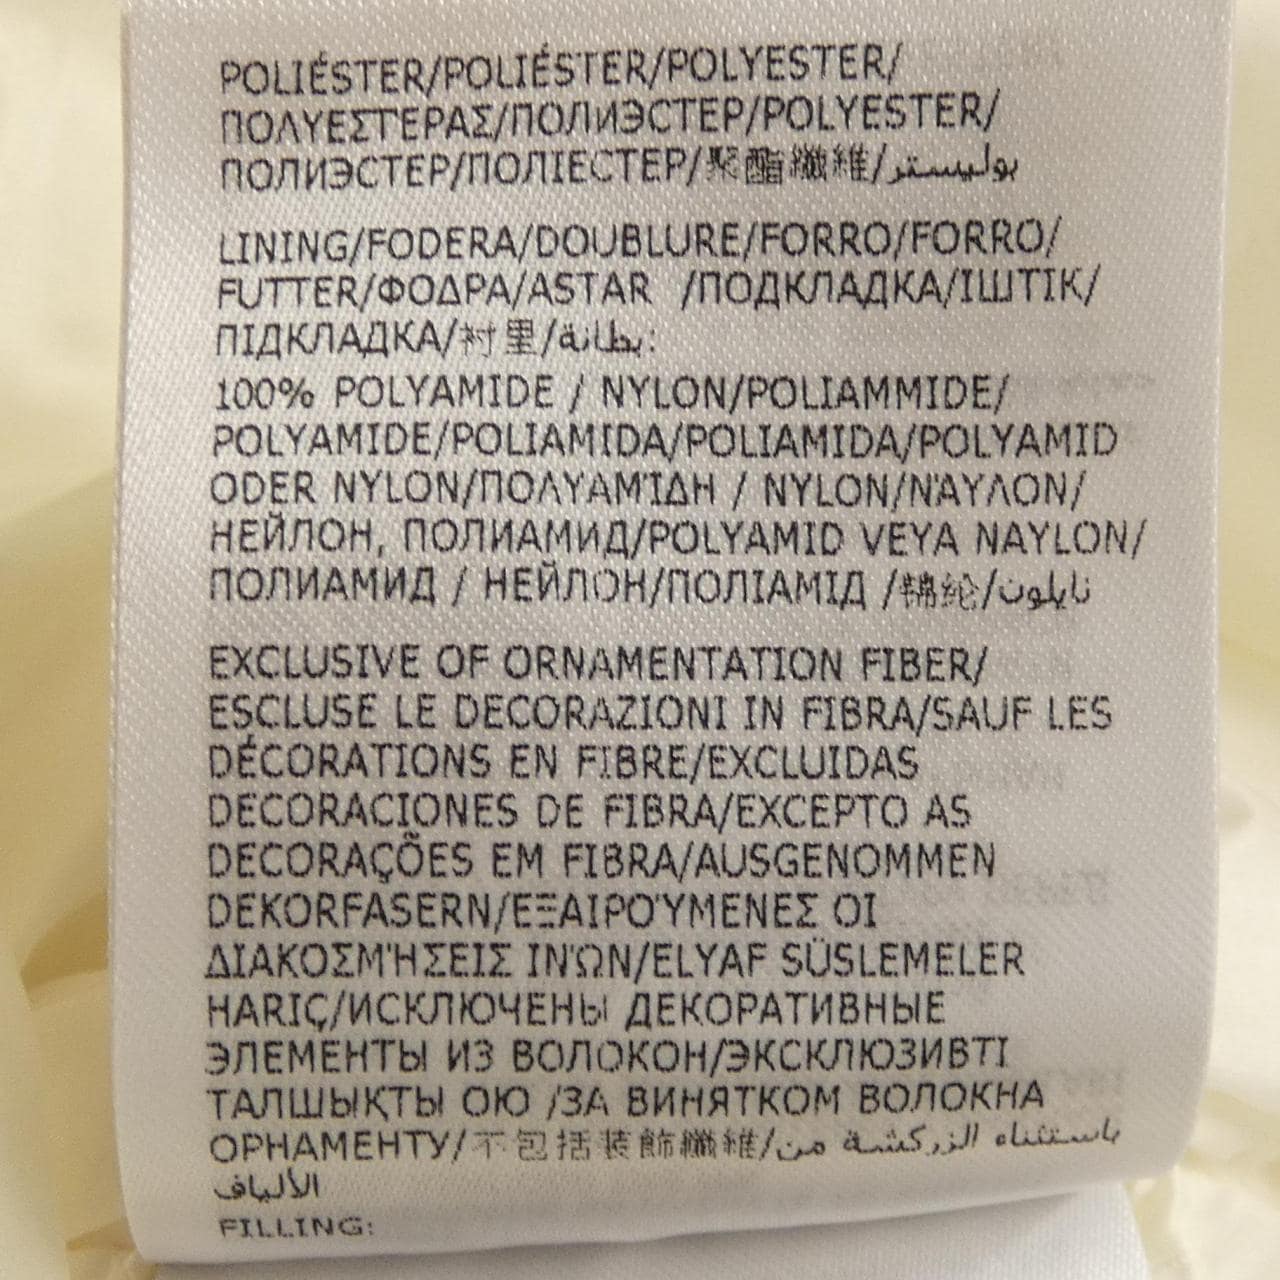 POLIÉSTER/POLIÉSTER/POLYESTER/
ΠΟΛΥΕΣΤΕΡΑΣ/ПОЛИЭСТЕР/POLYESTER/
ПОЛИЭСТЕР/ПОЛІЕСТЕР/聚酯纖維/بوليستر
LINING/FODERA/DOUBLURE/FORRO/FORRO/
FUTTER/ΦΟΔΡΑ/ASTAR /ПОДКЛАДКА/ІШТІК/
ПІДКЛАДКА/衬里/بطانة:
100% POLYAMIDE / NYLON/POLIAMMIDE/
POLYAMIDE/POLIAMIDA/POLIAMIDA/POLYAMID
ODER NYLON/ΠΟΛΥΑΜΊΔΗ / NYLON/ΝΆΥΛΟΝ/
НЕЙЛОН, ПОЛИАМИД/POLYAMID VEYA NAYLON/
ПОЛИАМИД / НЕЙЛОН/ПОЛІАМІД /锦纶/نايلون
EXCLUSIVE OF ORNAMENTATION FIBER/
ESCLUSE LE DECORAZIONI IN FIBRA/SAUF LES
DÉCORATIONS EN FIBRE/EXCLUIDAS
DECORACIONES DE FIBRA/EXCEPTO AS
DECORAÇÕES EM FIBRA/AUSGENOMMEN
DEKORFASERN/ΕΞΑΙΡΟΎΜΕΝΕΣ ΟΙ
ΔΙΑΚΟΣΜΉΣΕΙΣ ΙΝΏΝ/ELYAF SÜSLEMELER
HARIÇ/ИСКЛЮЧЕНЫ ДЕКОРАТИВНЫЕ
ЭЛЕМЕНТЫ ИЗ ВОЛОКОН/ЭКСКЛЮЗИВТІ
ТАЛШЫҚТЫ ОЮ /ЗА ВИНЯТКОМ ВОЛОКНА
ОРНАМЕНТУ/不包括装飾纖維/باستثناء الزركشة من
الألياف
FILLING: